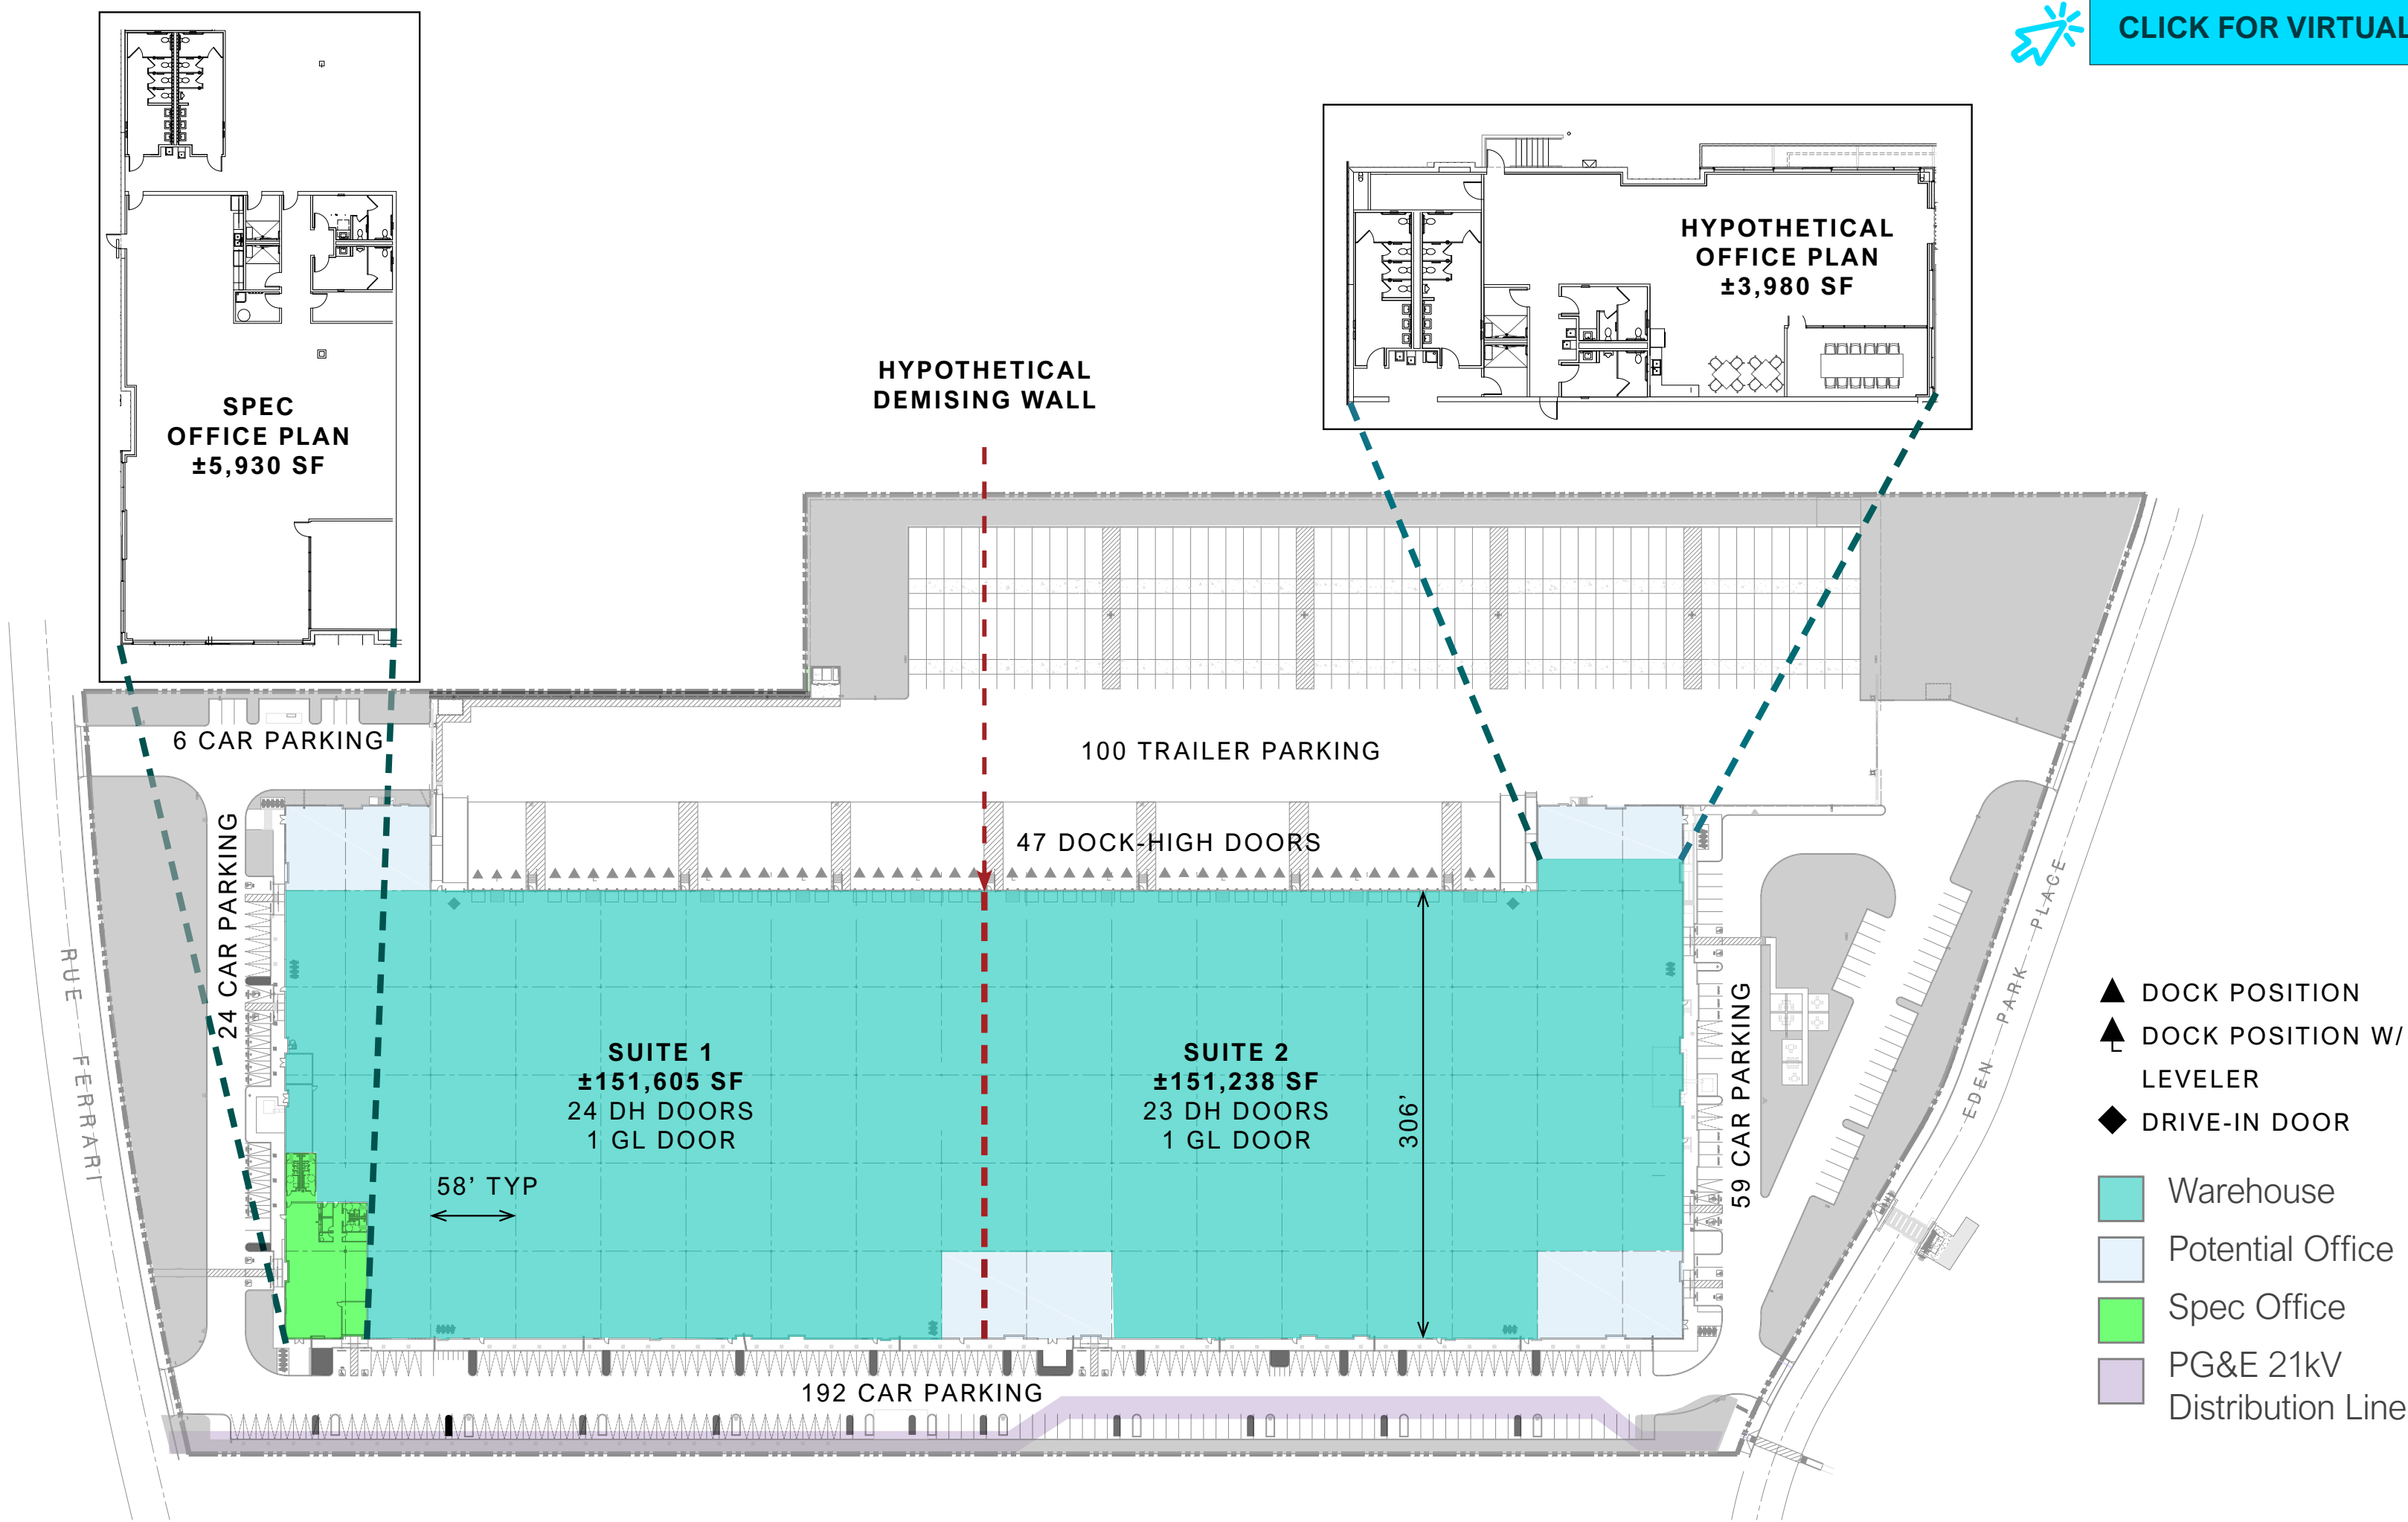 CLICK FOR VIRTUAL
HYPOTHETICAL
OFFICE PLAN
±3,980 SF
HYPOTHETICAL
DEMISING WALL
SPEC
OFFICE PLAN
±5,930 SF
6 CAR PARKING
100 TRAILER PARKING
47 DOCK-HIGH DOORS
24 CAR PARKING
RUE FERRARI
SUITE 1
±151,605 SF
24 DH DOORS
1 GL DOOR
SUITE 2
±151,238 SF
23 DH DOORS
1 GL DOOR
306’
58’ TYP
59 CAR PARKING
EDEN PARK PLACE
192 CAR PARKING
DOCK POSITION
L DOCK POSITION W/
LEVELER
DRIVE-IN DOOR
Warehouse
Potential Office
Spec Office
PG&E 21kV
Distribution Line